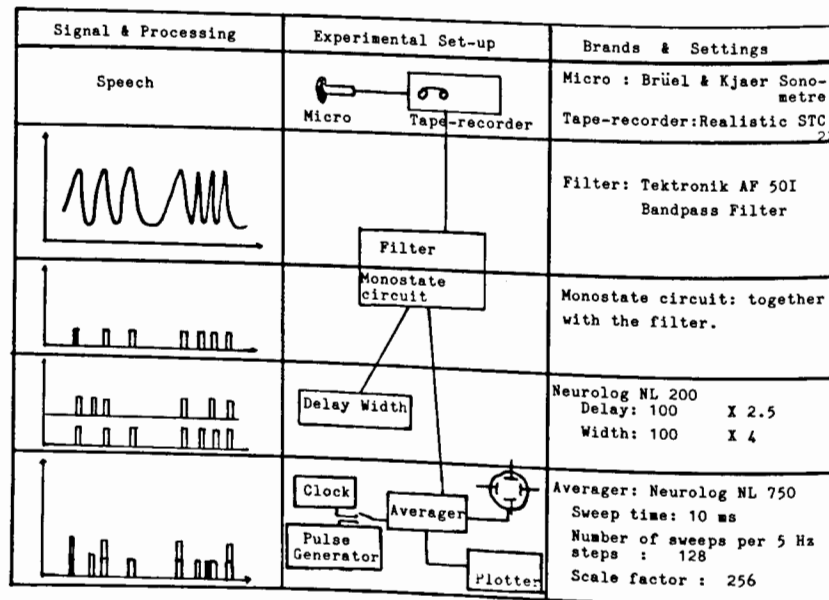 Signal & Processing
Experimental Set-up
Brands & Settings
Speech
Micro
Tape-recorder
Micro : Brüel & Kjaer Sono-
metre
Tape-recorder:Realistic STC
Filter
Filter: Tektronik AF 50I
Bandpass Filter
Monostate
circuit
Monostate circuit: together
with the filter.
Delay Width
Neurolog NL 200
Delay: 100 X 2.5
Width: 100 X 4
Clock
Pulse
Generator
Averager
Plotter
Averager: Neurolog NL 750
Sweep time: 10 ms
Number of sweeps per 5 Hz
steps : 128
Scale factor : 256